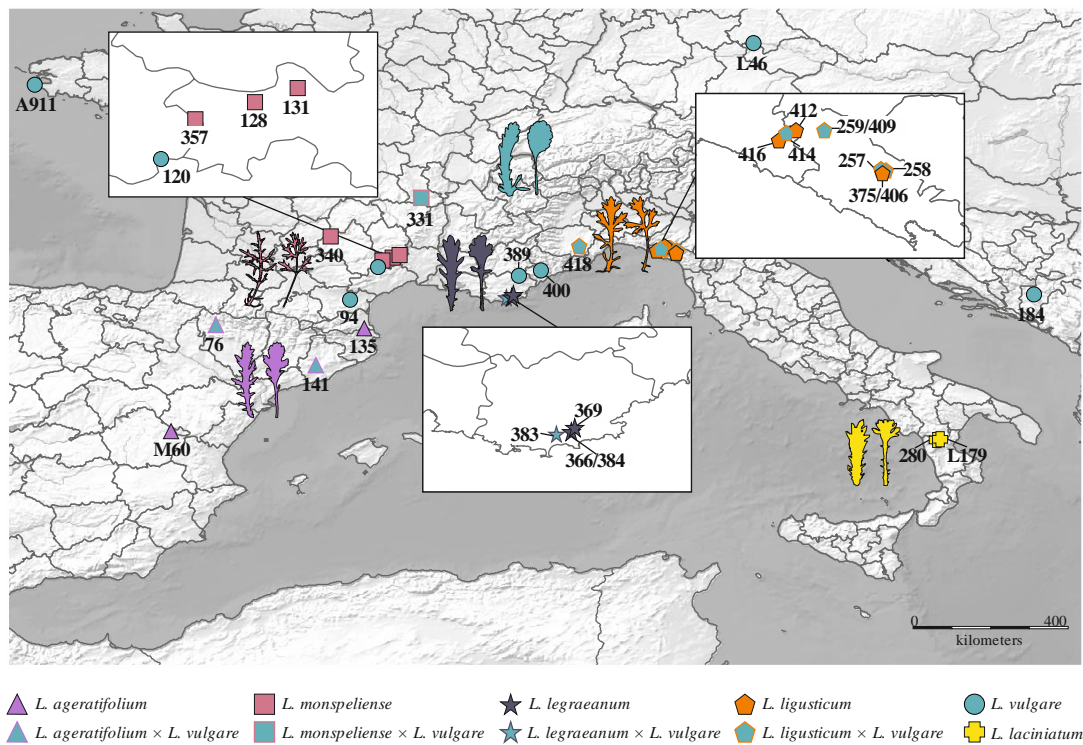 L46
A911
131
128
357
120
412
259/409
416
414
257
258
375/406
331
340
389
418
400
94
76
135
184
141
369
383
366/384
M60
280
L179
0
400
kilometers
L. ageratifolium
L. monspeliense
L. legraeanum
L. ligusticum
L. vulgare
L. ageratifolium × L. vulgare
L. monspeliense × L. vulgare
L. legraeanum × L. vulgare
L. ligusticum × L. vulgare
L. laciniatum